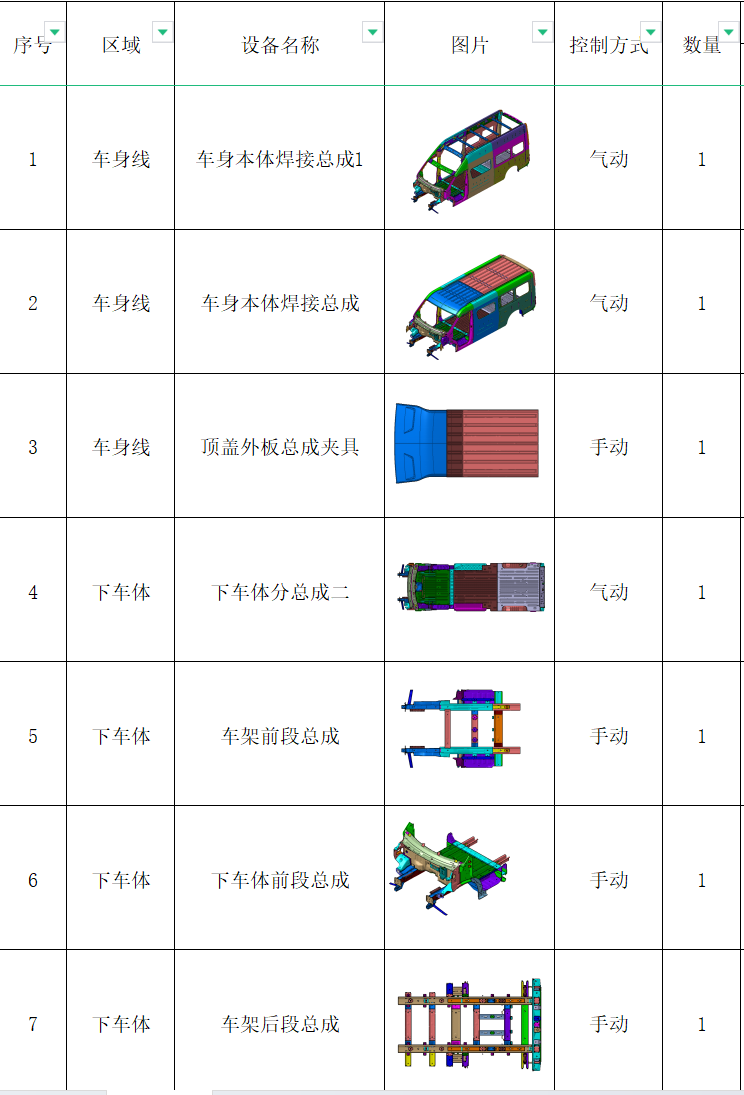 序号 区域 设备名称 图片 控制方式 数量
1 车身线 车身本体焊接总成1 气动 1
2 车身线 车身本体焊接总成 气动 1
3 车身线 顶盖外板总成夹具 手动 1
4 下车体 下车体分总成二 气动 1
5 下车体 车架前段总成 手动 1
6 下车体 下车体前段总成 手动 1
7 下车体 车架后段总成 手动 1